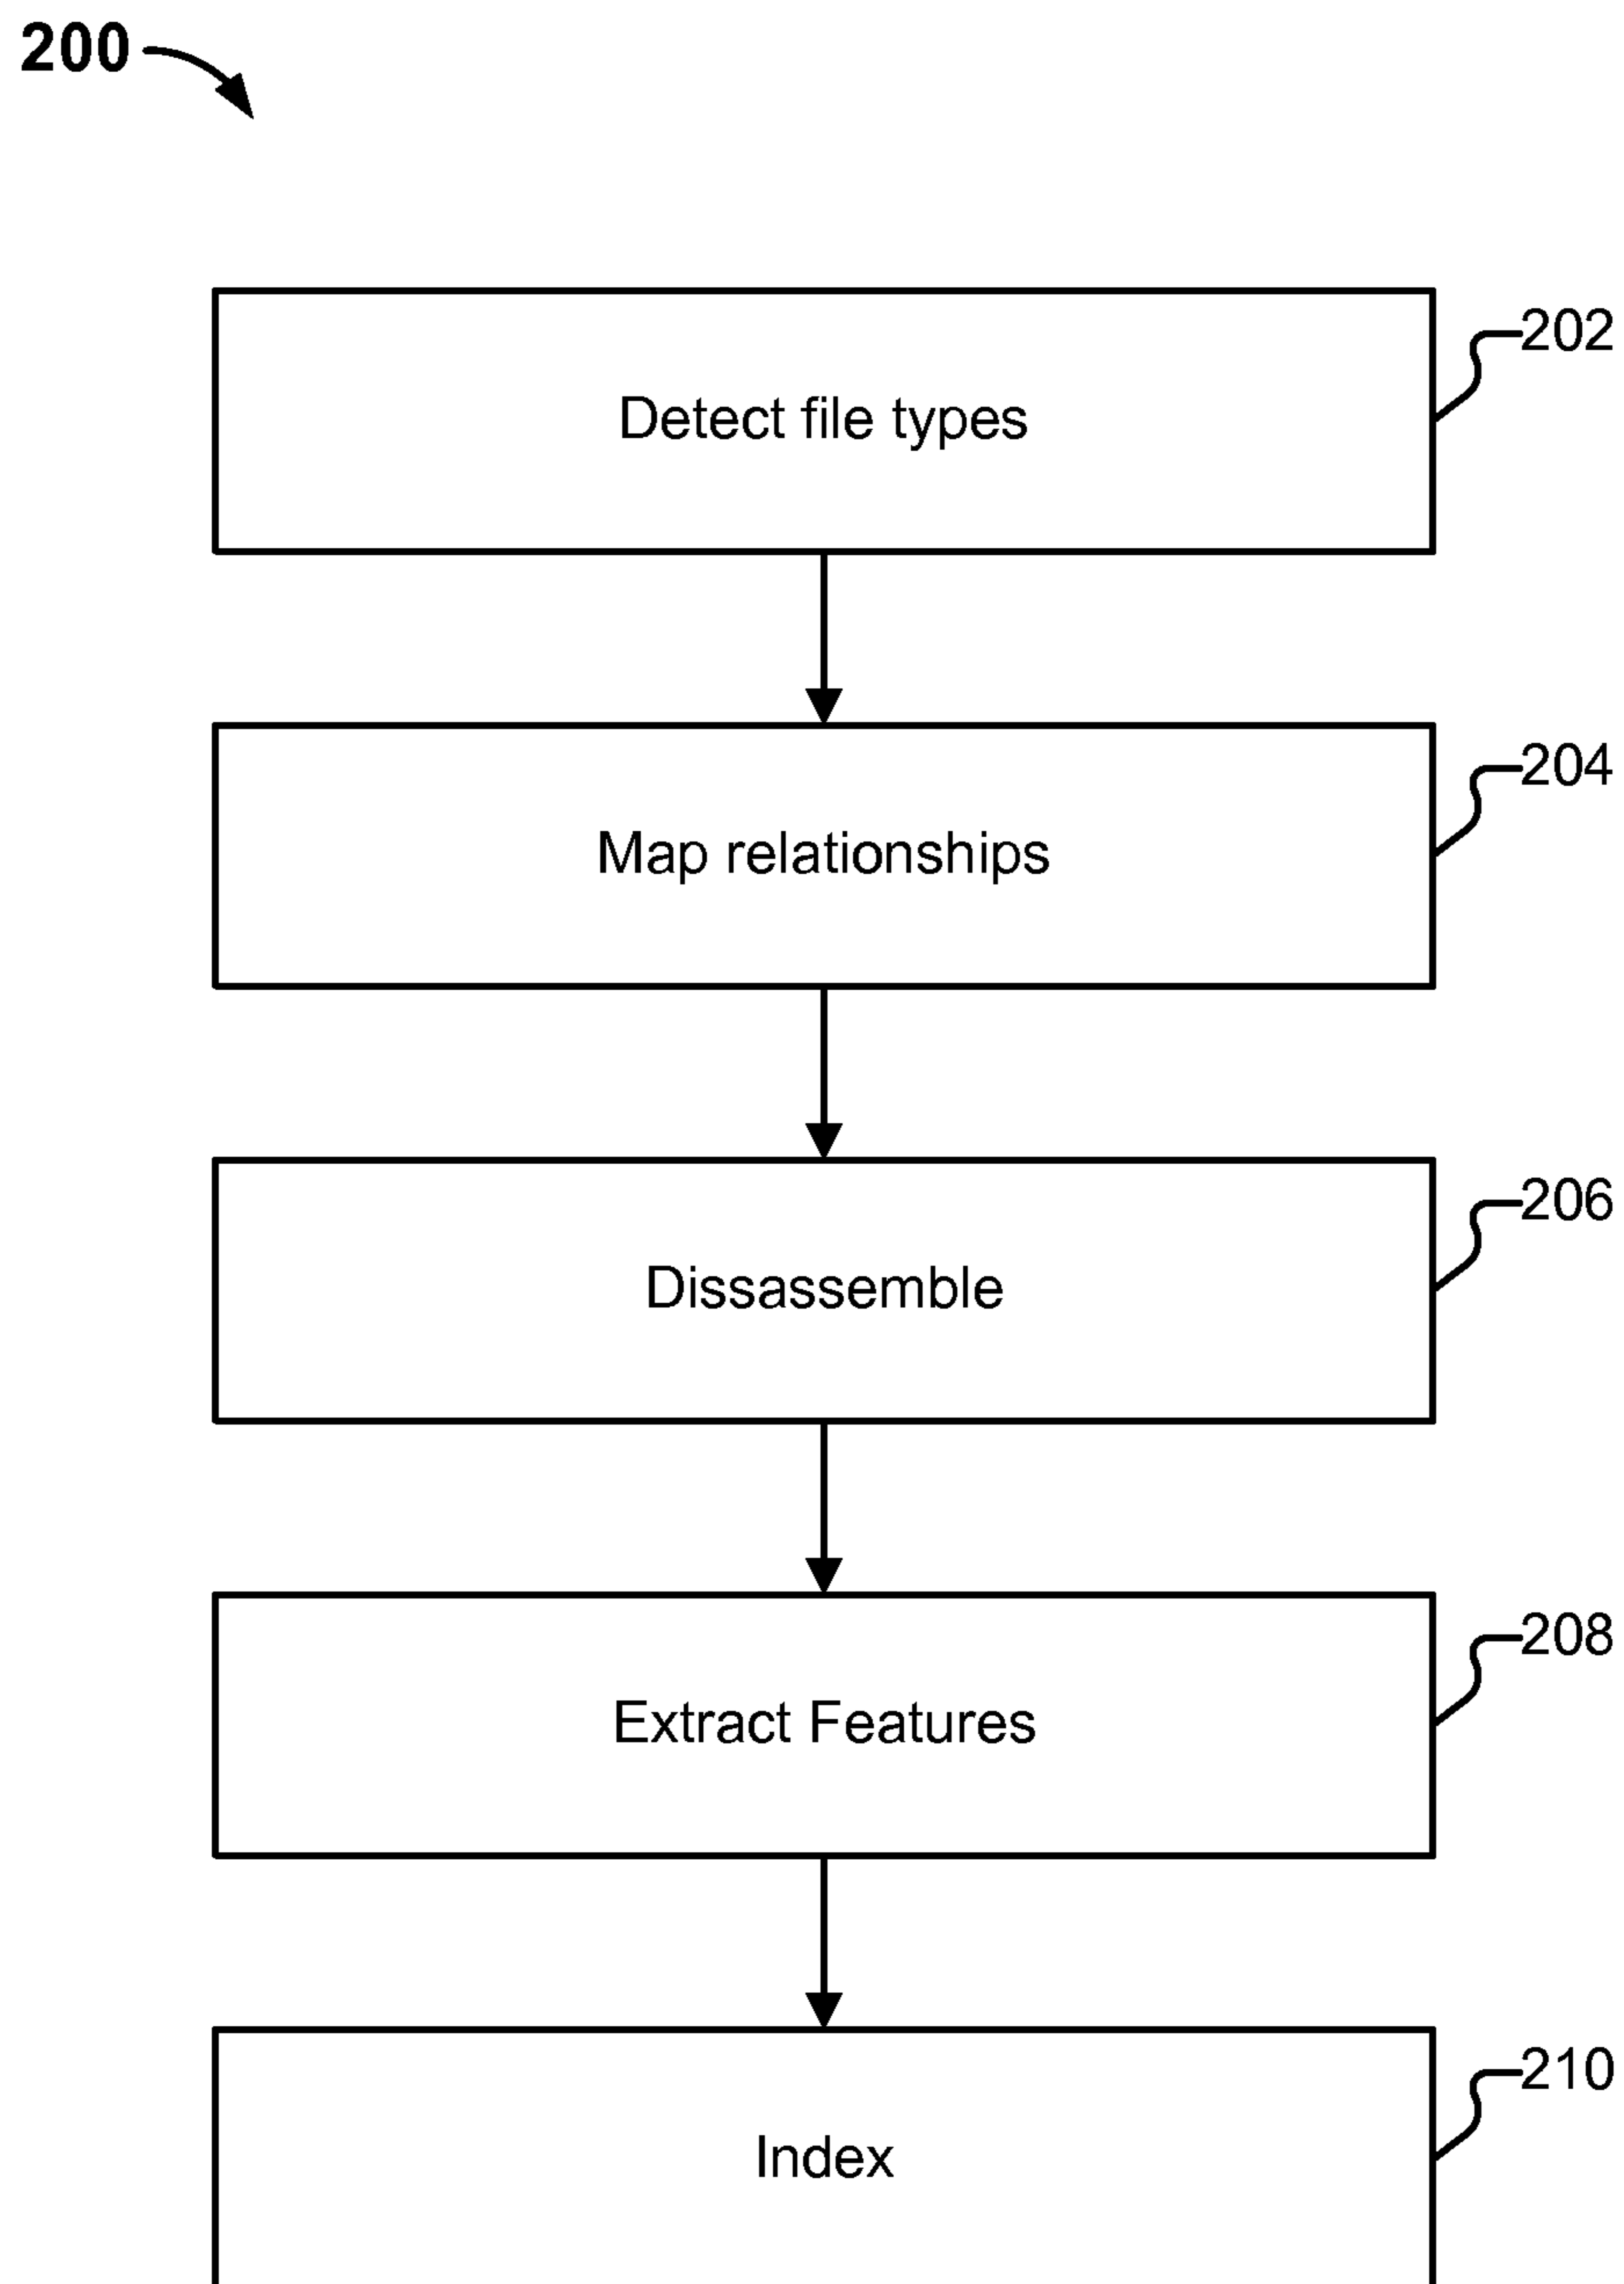 200
202
Detect file types
204
Map relationships
206
Dissassemble
208
Extract Features
210
Index